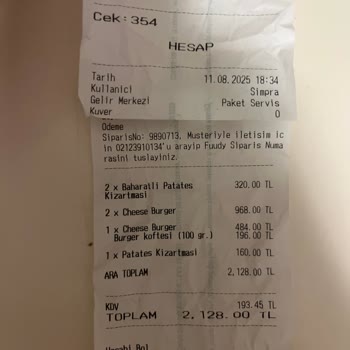 Cek: 354
HESAP
Tarih 11.08.2025 18:34
Kullanici Simpra
Gelir Merkezi Paket Servis
Kuver 0
Odeme
SiparisNo: 9890713, Musteriyle iletisim ic
in 02123910134'u arayip Fuudy Siparis Numa
rasini tuslayiniz.
2 x Baharatli Patates 320.00 TL
Kizartmasi
2 x Cheese Burger 968.00 TL
1 x Cheese Burger 484.00 TL
Burger koftesi (100 gr.) 196.00 TL
1 x Patates Kizartmasi 160.00 TL
ARA TOPLAM 2,128.00 TL
KDV 193.45 TL
TOPLAM 2,128.00 TL